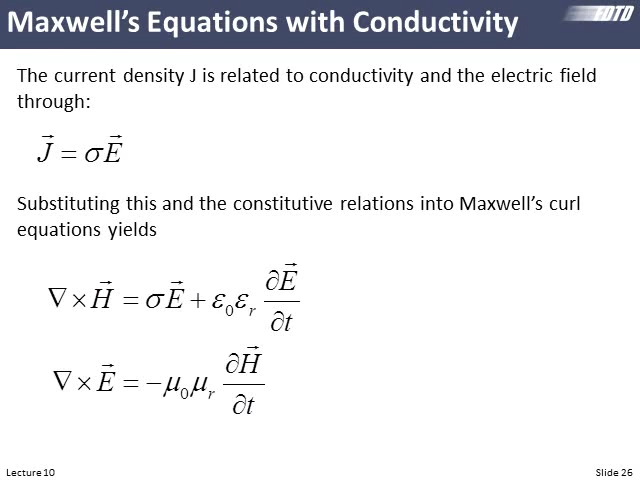 Maxwell's Equations with Conductivity
FDTD
The current density J is related to conductivity and the electric field
through:
J⃗ = σE⃗
Substituting this and the constitutive relations into Maxwell's curl
equations yields
∇ × H⃗ = σE⃗ + ε₀εᵣ ∂E⃗/∂t
∇ × E⃗ = −μ₀μᵣ ∂H⃗/∂t
Lecture 10
Slide 26